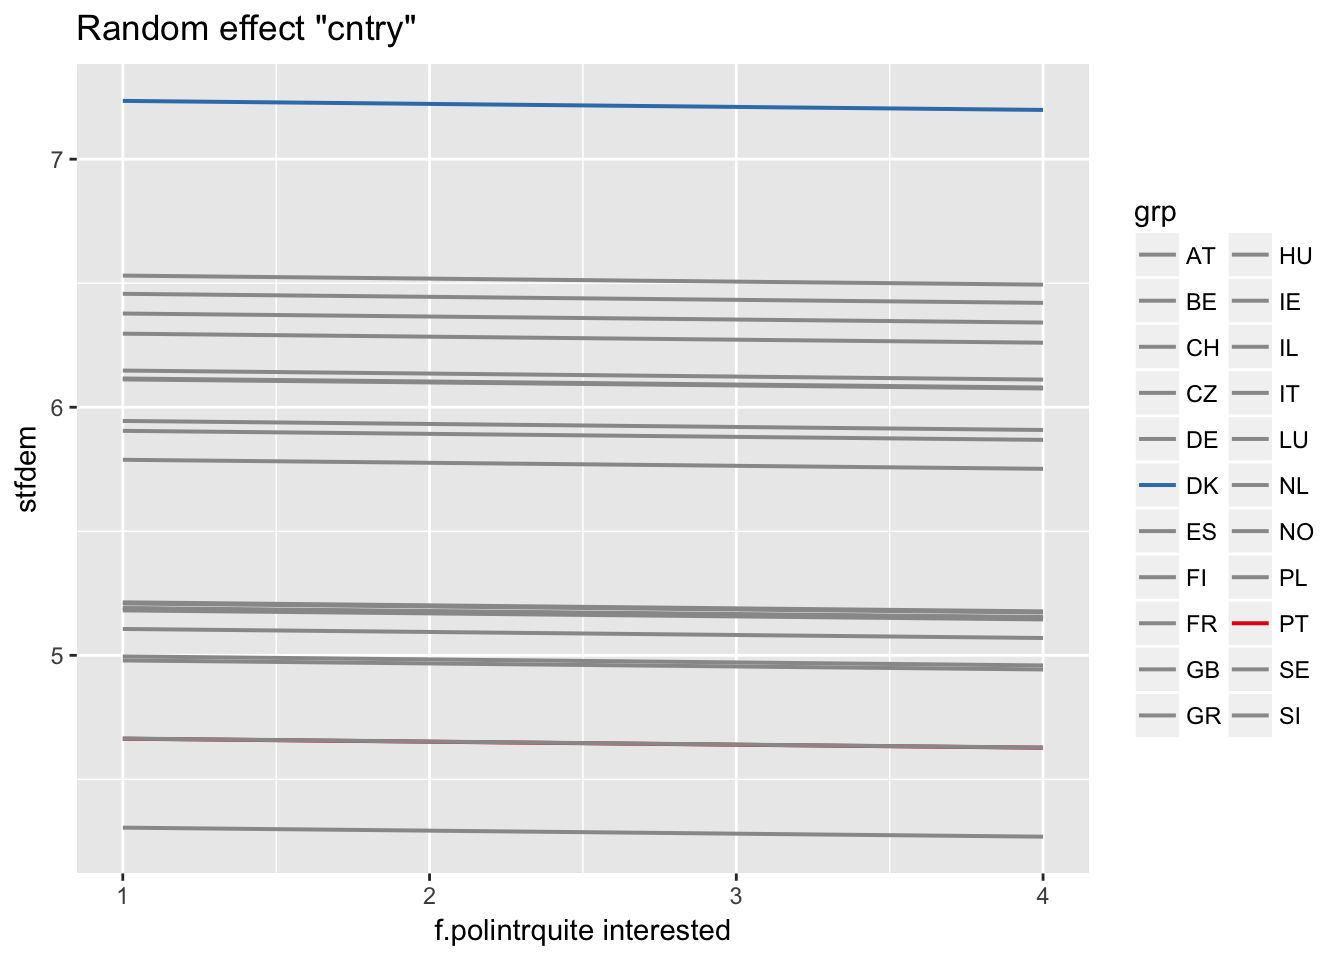 Random effect "cntry"
stfdem
7
6
5
1 2 3 4
f.polintrquite interested
grp
AT HU
BE IE
CH IL
CZ IT
DE LU
DK NL
ES NO
FI PL
FR PT
GB SE
GR SI